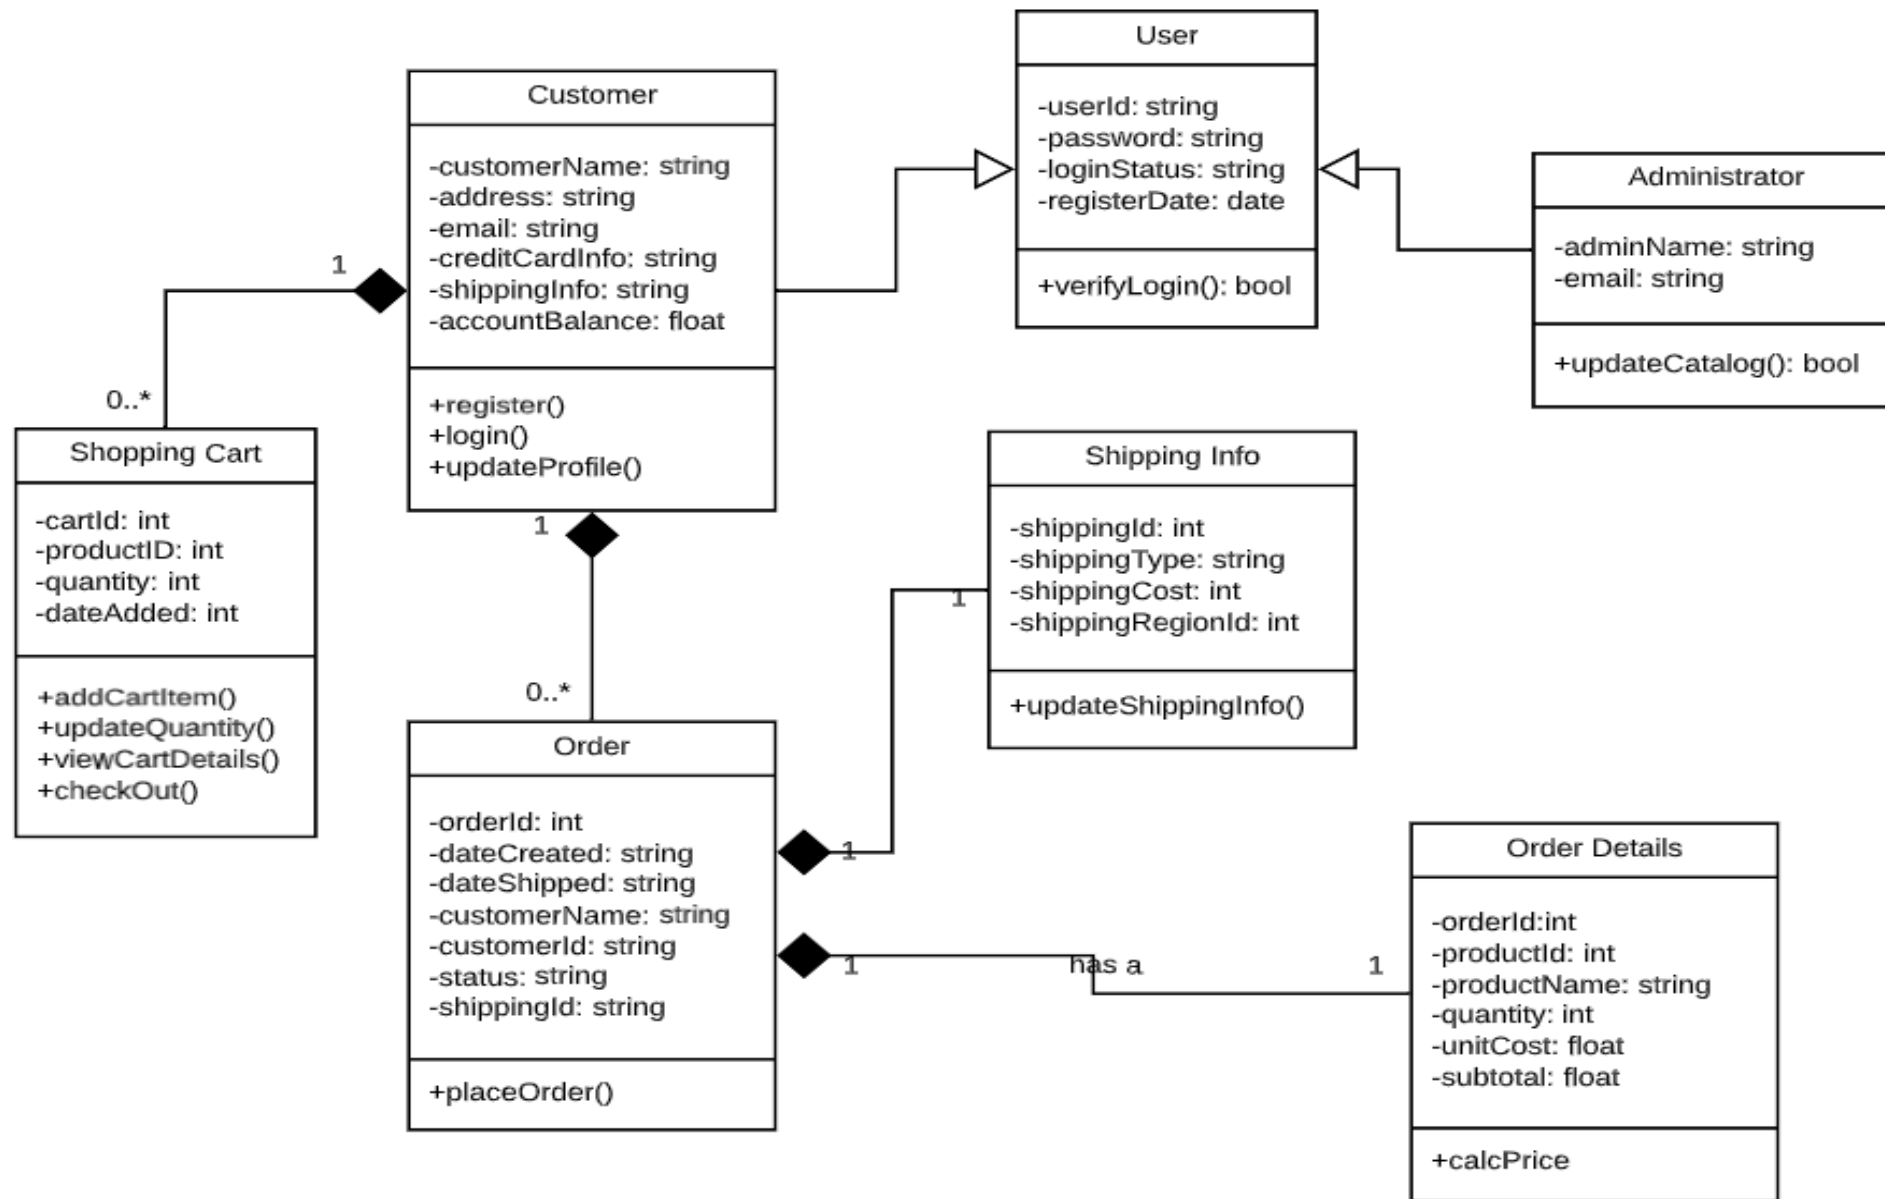 User
-userId: string
-password: string
-loginStatus: string
-registerDate: date
+verifyLogin(): bool
Customer
-customerName: string
-address: string
-email: string
-creditCardInfo: string
-shippingInfo: string
-accountBalance: float
+register()
+login()
+updateProfile()
Administrator
-adminName: string
-email: string
+updateCatalog(): bool
1
0..*
Shopping Cart
-cartId: int
-productID: int
-quantity: int
-dateAdded: int
+addCartItem()
+updateQuantity()
+viewCartDetails()
+checkOut()
1
0..*
Shipping Info
-shippingId: int
-shippingType: string
-shippingCost: int
-shippingRegionId: int
+updateShippingInfo()
1
Order
-orderId: int
-dateCreated: string
-dateShipped: string
-customerName: string
-customerId: string
-status: string
-shippingId: string
+placeOrder()
1
1
has a
1
Order Details
-orderId:int
-productId: int
-productName: string
-quantity: int
-unitCost: float
-subtotal: float
+calcPrice